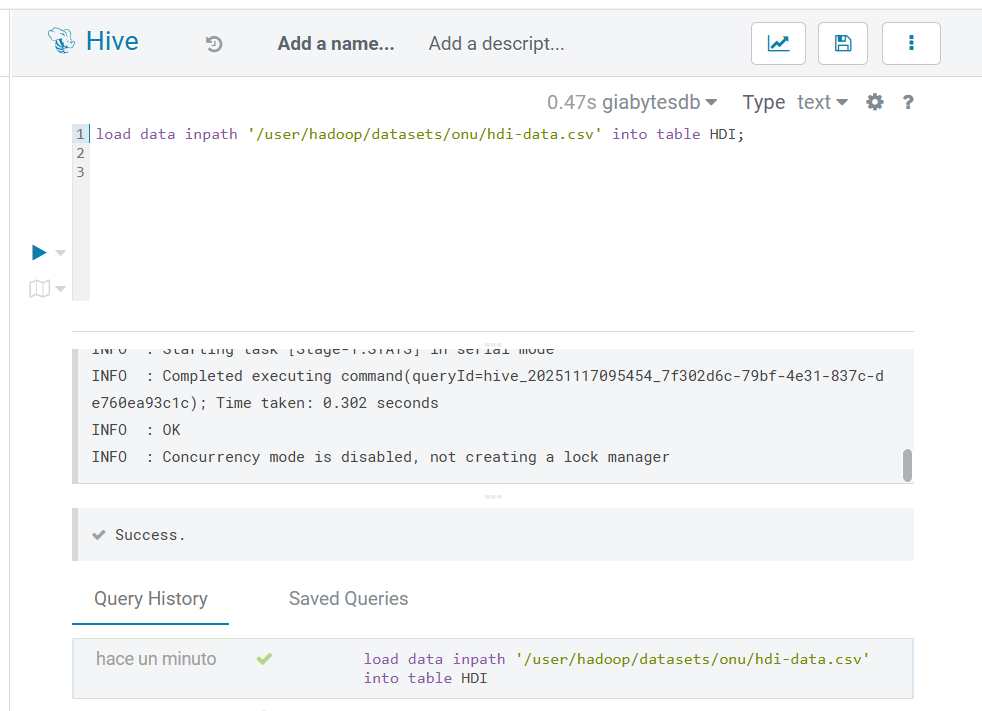 Hive
Add a name... Add a descript...
0.47s giabytesdb Type text ?
1 load data inpath '/user/hadoop/datasets/onu/hdi-data.csv' into table HDI;
2
3
INFO : Starting task [Stage-1:STATS] in serial mode
INFO : Completed executing command(queryId=hive_20251117095454_7f302d6c-79bf-4e31-837c-d
e760ea93c1c); Time taken: 0.302 seconds
INFO : OK
INFO : Concurrency mode is disabled, not creating a lock manager
Success.
Query History Saved Queries
hace un minuto load data inpath '/user/hadoop/datasets/onu/hdi-data.csv'
into table HDI